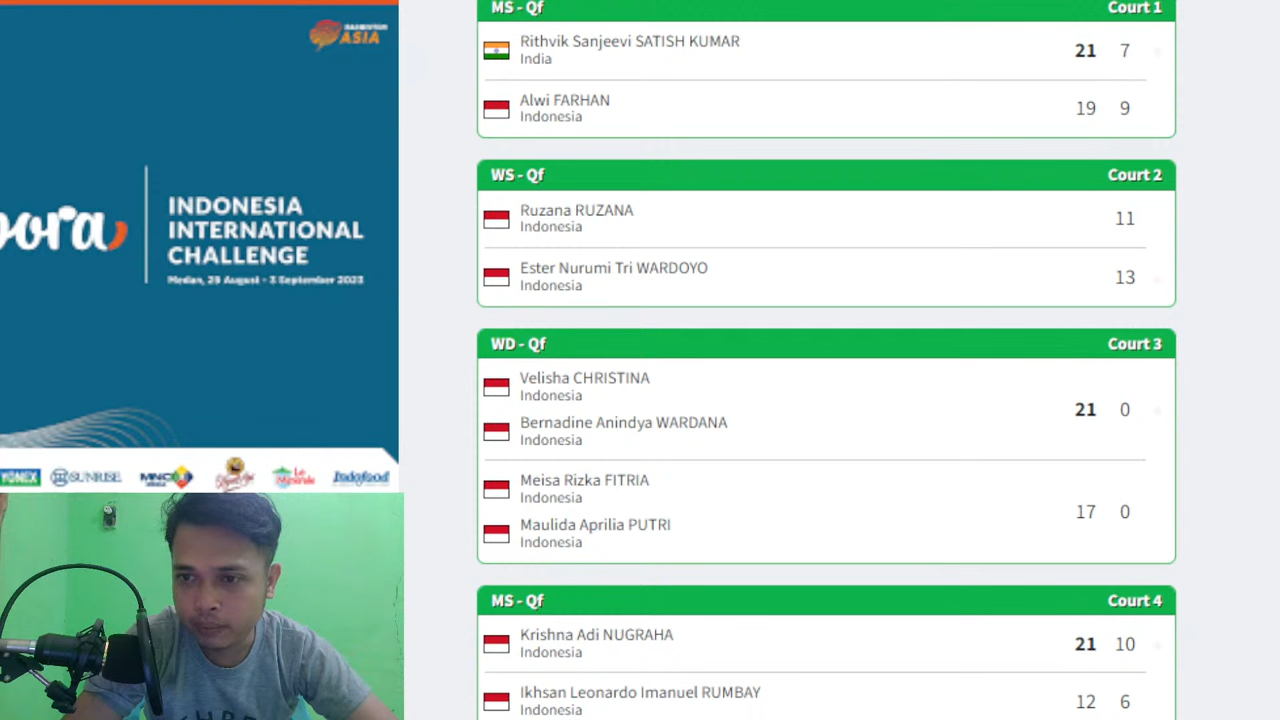 BADMINTON
ASIA
INDONESIA
INTERNATIONAL
CHALLENGE
Medan, 29 August - 3 September 2023
YONEX
SUNRISE
MNC
Le Minerale
Indofood
MS - Qf Court 1
Rithvik Sanjeevi SATISH KUMAR
India
21 7
Alwi FARHAN
Indonesia
19 9
WS - Qf Court 2
Ruzana RUZANA
Indonesia
11
Ester Nurumi Tri WARDOYO
Indonesia
13
WD - Qf Court 3
Velisha CHRISTINA
Indonesia
Bernadine Anindya WARDANA
Indonesia
21 0
Meisa Rizka FITRIA
Indonesia
Maulida Aprilia PUTRI
Indonesia
17 0
MS - Qf Court 4
Krishna Adi NUGRAHA
Indonesia
21 10
Ikhsan Leonardo Imanuel RUMBAY
Indonesia
12 6